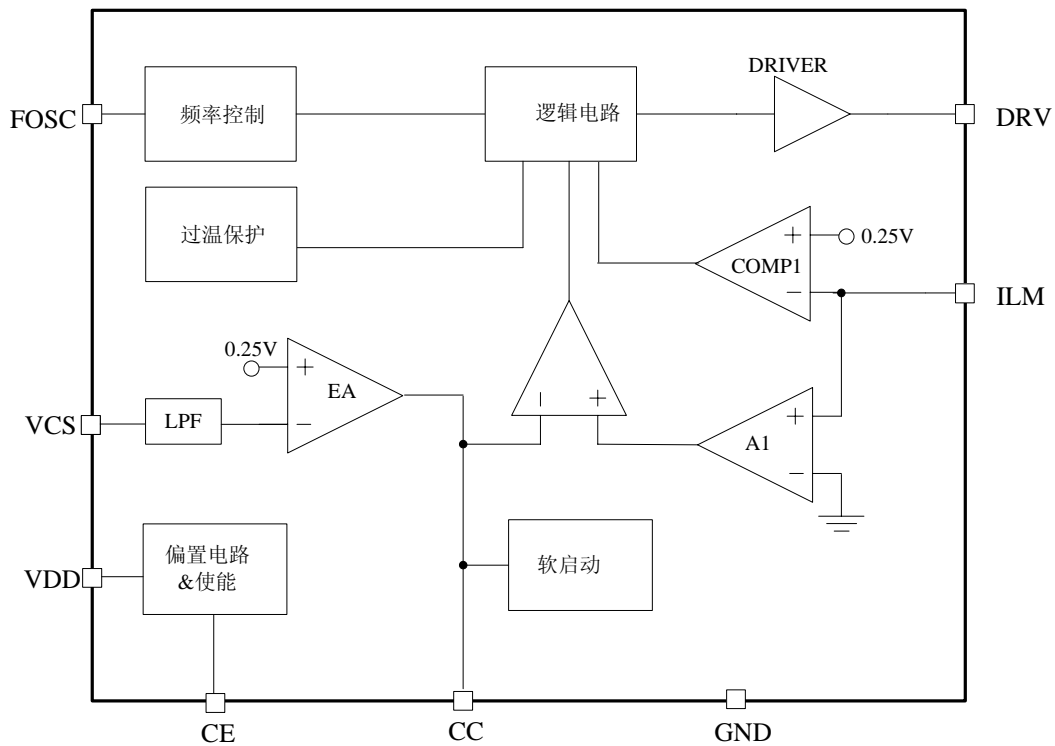 DRIVER
FOSC
频率控制
逻辑电路
DRV
过温保护
+
0.25V
COMP1
−
ILM
0.25V
+
EA
−
VCS
LPF
−
+
+
A1
−
VDD
偏置电路
&使能
软启动
CE
CC
GND